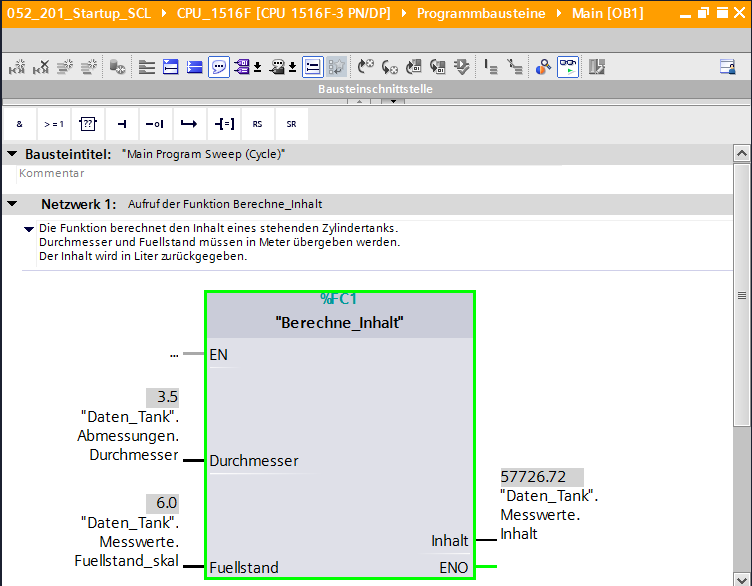 052_201_Startup_SCL ▸ CPU_1516F [CPU 1516F-3 PN/DP] ▸ Programmbausteine ▸ Main [OB1]
Bausteinschnittstelle
& >=1 [??] RS SR
Bausteintitel: "Main Program Sweep (Cycle)"
Kommentar
Netzwerk 1: Aufruf der Funktion Berechne_Inhalt
Die Funktion berechnet den Inhalt eines stehenden Zylindertanks.
Durchmesser und Fuellstand müssen in Meter übergeben werden.
Der Inhalt wird in Liter zurückgegeben.
%FC1
"Berechne_Inhalt"
... EN
3.5
"Daten_Tank".
Abmessungen.
Durchmesser
Durchmesser
6.0
"Daten_Tank".
Messwerte.
Fuellstand_skal
Fuellstand
57726.72
"Daten_Tank".
Messwerte.
Inhalt
Inhalt
ENO